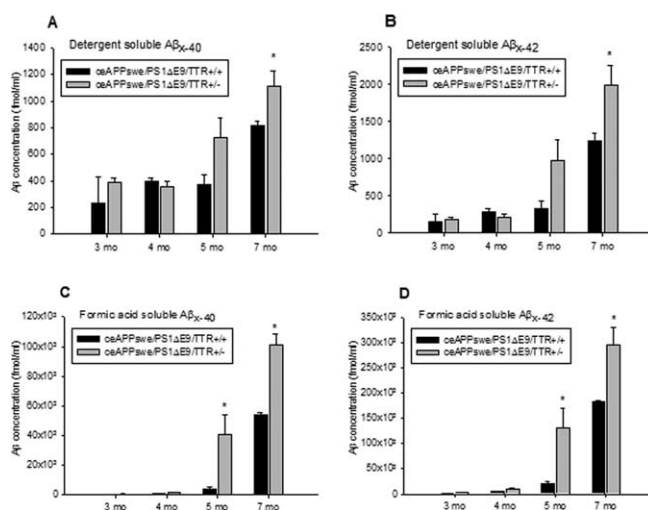 A
Detergent soluble Aβx-40
ceAPPswe/PS1ΔE9/TTR+/+
ceAPPswe/PS1ΔE9/TTR+/-
Aβ concentration (fmol/ml)
1400
1200
1000
800
600
400
200
0
*
3 mo 4 mo 5 mo 7 mo
B
Detergent soluble Aβx-42
ceAPPswe/PS1ΔE9/TTR+/+
ceAPPswe/PS1ΔE9/TTR+/-
Aβ concentration (fmol/ml)
2500
2000
1500
1000
500
0
*
3 mo 4 mo 5 mo 7 mo
C
Formic acid soluble Aβx-40
ceAPPswe/PS1ΔE9/TTR+/+
ceAPPswe/PS1ΔE9/TTR+/-
Aβ concentration (fmol/ml)
120x10³
100x10³
80x10³
60x10³
40x10³
20x10³
0
*
*
3 mo 4 mo 5 mo 7 mo
D
Formic acid soluble Aβx-42
ceAPPswe/PS1ΔE9/TTR+/+
ceAPPswe/PS1ΔE9/TTR+/-
Aβ concentration (fmol/ml)
350x10³
300x10³
250x10³
200x10³
150x10³
100x10³
50x10³
0
*
*
3 mo 4 mo 5 mo 7 mo